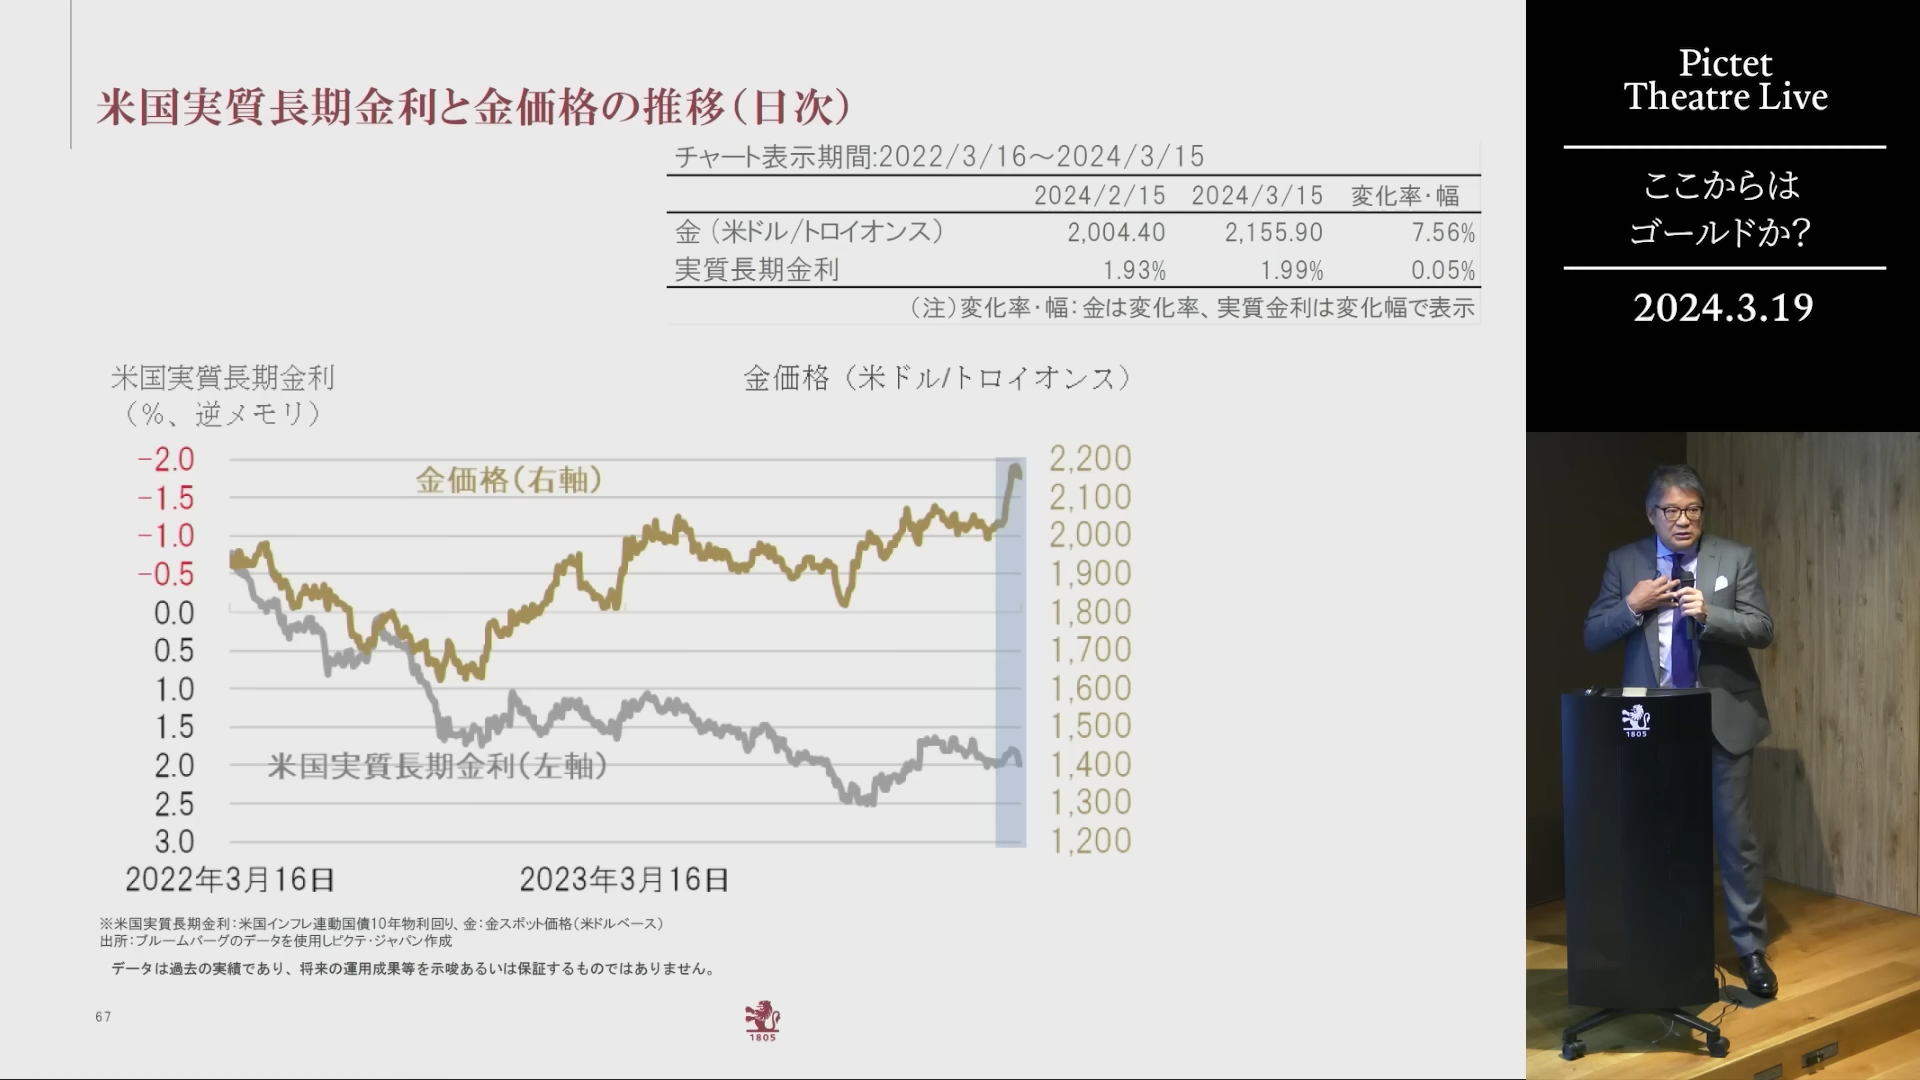 米国実質長期金利と金価格の推移（日次）
チャート表示期間:2022/3/16～2024/3/15
2024/2/15 2024/3/15 変化率・幅
金（米ドル/トロイオンス） 2,004.40 2,155.90 7.56%
実質長期金利 1.93% 1.99% 0.05%
（注）変化率・幅：金は変化率、実質金利は変化幅で表示
米国実質長期金利
（％、逆メモリ）
金価格（米ドル/トロイオンス）
-2.0
-1.5
-1.0
-0.5
0.0
0.5
1.0
1.5
2.0
2.5
3.0
金価格（右軸）
米国実質長期金利（左軸）
2,200
2,100
2,000
1,900
1,800
1,700
1,600
1,500
1,400
1,300
1,200
2022年3月16日 2023年3月16日
※米国実質長期金利：米国インフレ連動国債10年物利回り、金：金スポット価格（米ドルベース）
出所：ブルームバーグのデータを使用しピクテ・ジャパン作成
データは過去の実績であり、将来の運用成果等を示唆あるいは保証するものではありません。
67
1805
Pictet
Theatre Live
ここからは
ゴールドか？
2024.3.19
1805